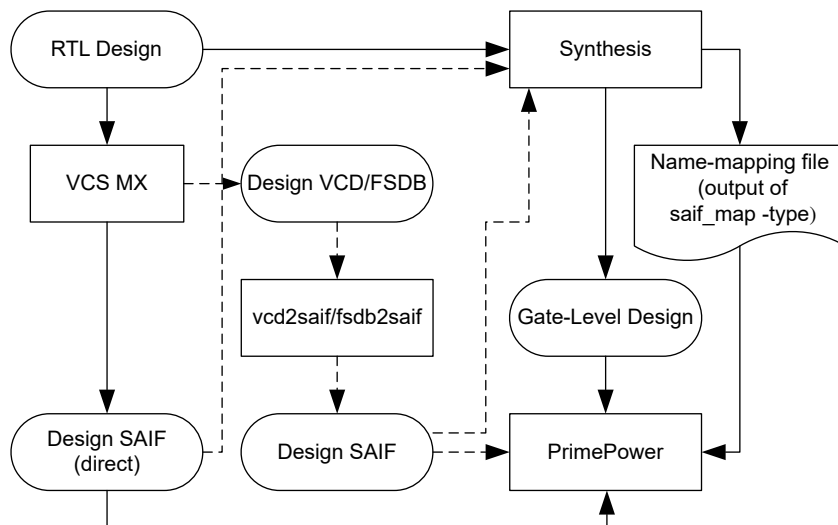 RTL Design
Synthesis
VCS MX
Design VCD/FSDB
Name-mapping file
(output of
saif_map -type)
vcd2saif/fsdb2saif
Gate-Level Design
Design SAIF
(direct)
Design SAIF
PrimePower